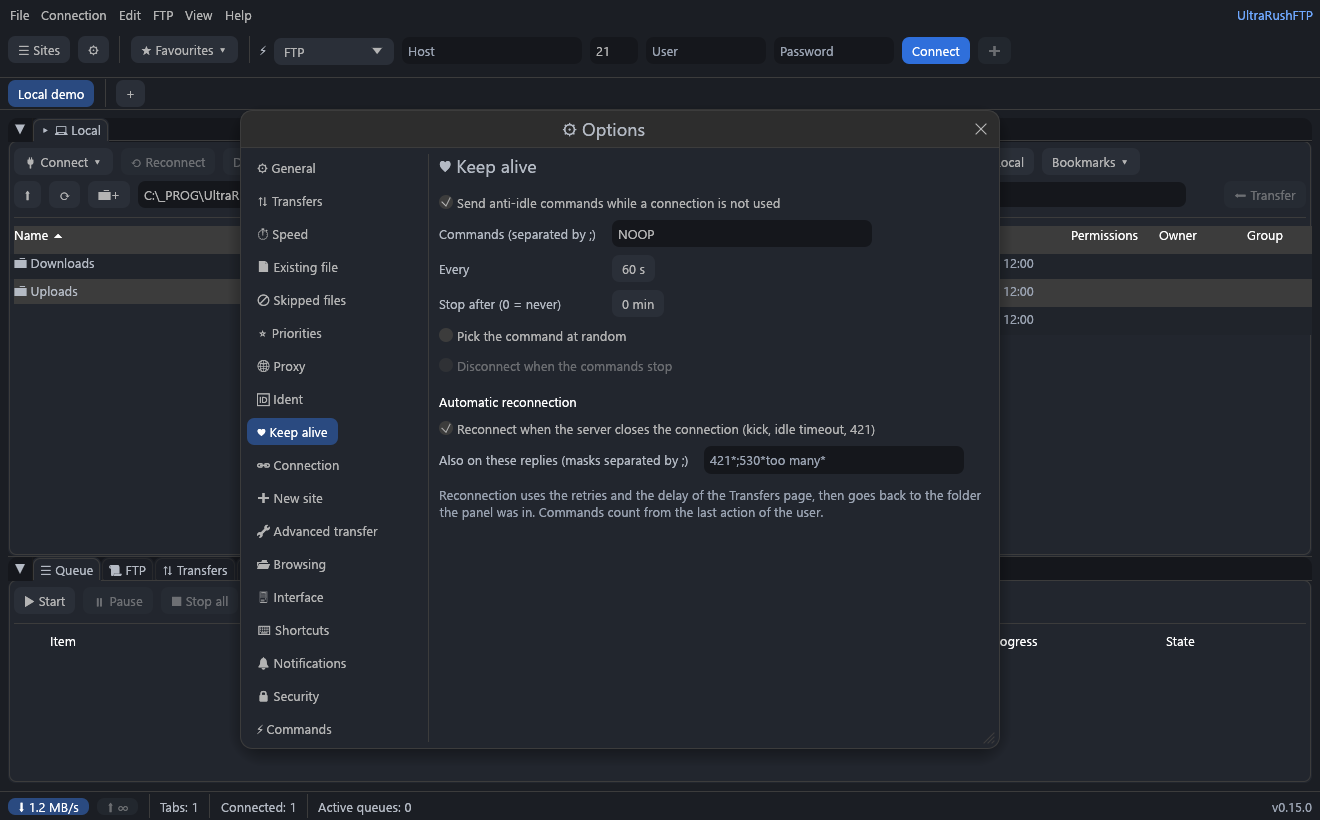 File Connection Edit FTP View Help UltraRushFTP
Sites Favourites FTP Host 21 User Password Connect +
Local demo +
Local
Connect Reconnect D ocal Bookmarks
C:\_PROG\UltraR Transfer
Name Permissions Owner Group
Downloads 12:00
Uploads 12:00
12:00
Options
General
Transfers
Speed
Existing file
Skipped files
Priorities
Proxy
Ident
Keep alive
Connection
New site
Advanced transfer
Browsing
Interface
Shortcuts
Notifications
Security
Commands
Keep alive
Send anti-idle commands while a connection is not used
Commands (separated by ;) NOOP
Every 60 s
Stop after (0 = never) 0 min
Pick the command at random
Disconnect when the commands stop
Automatic reconnection
Reconnect when the server closes the connection (kick, idle timeout, 421)
Also on these replies (masks separated by ;) 421*;530*too many*
Reconnection uses the retries and the delay of the Transfers page, then goes back to the folder
the panel was in. Commands count from the last action of the user.
Queue FTP Transfers
Start Pause Stop all
Item ogress State
1.2 MB/s ∞ Tabs: 1 Connected: 1 Active queues: 0 v0.15.0